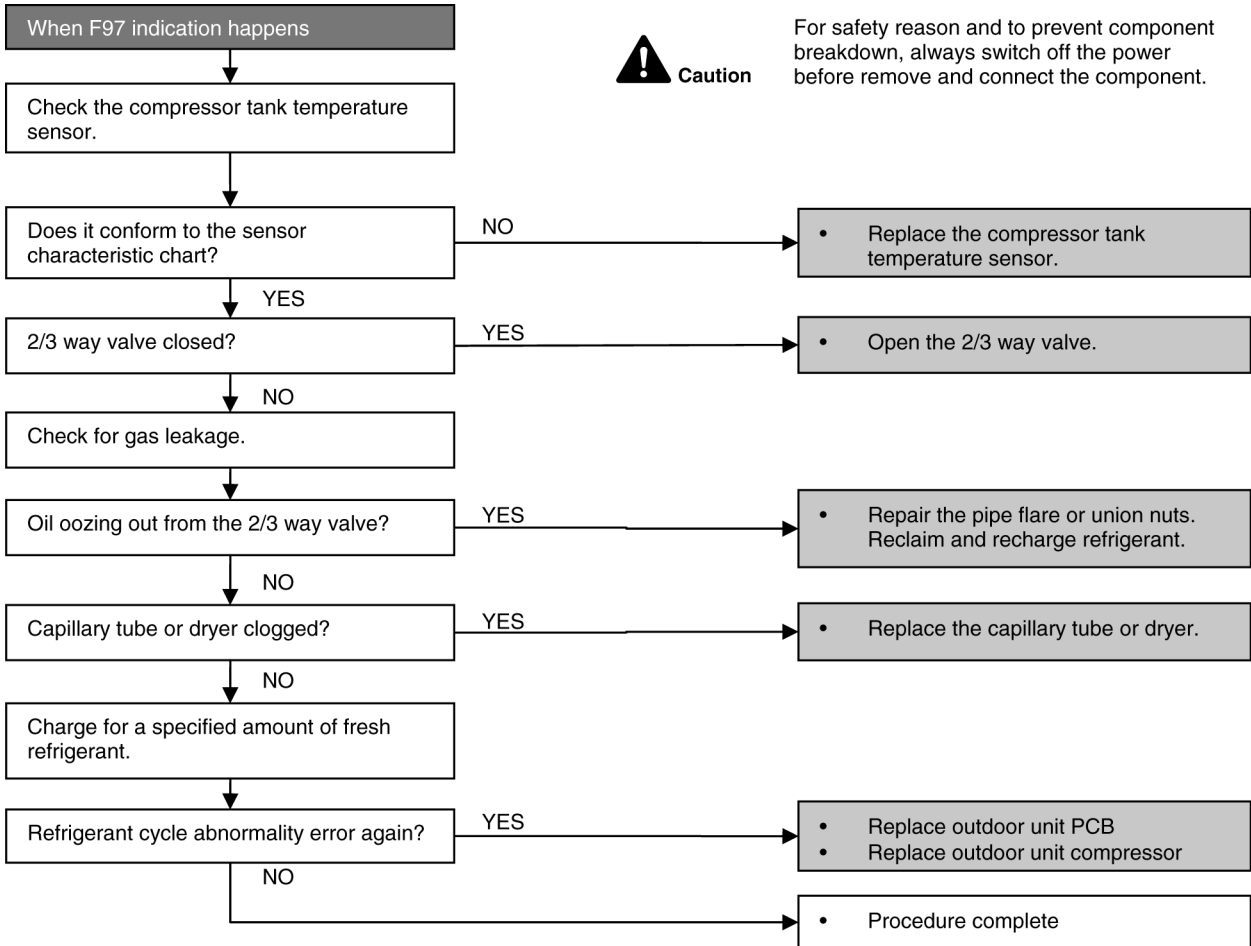 When F97 indication happens
Caution
For safety reason and to prevent component
breakdown, always switch off the power
before remove and connect the component.
Check the compressor tank temperature
sensor.
Does it conform to the sensor
characteristic chart?
NO
• Replace the compressor tank
temperature sensor.
YES
2/3 way valve closed?
YES
• Open the 2/3 way valve.
NO
Check for gas leakage.
Oil oozing out from the 2/3 way valve?
YES
• Repair the pipe flare or union nuts.
Reclaim and recharge refrigerant.
NO
Capillary tube or dryer clogged?
YES
• Replace the capillary tube or dryer.
NO
Charge for a specified amount of fresh
refrigerant.
Refrigerant cycle abnormality error again?
YES
• Replace outdoor unit PCB
• Replace outdoor unit compressor
NO
• Procedure complete